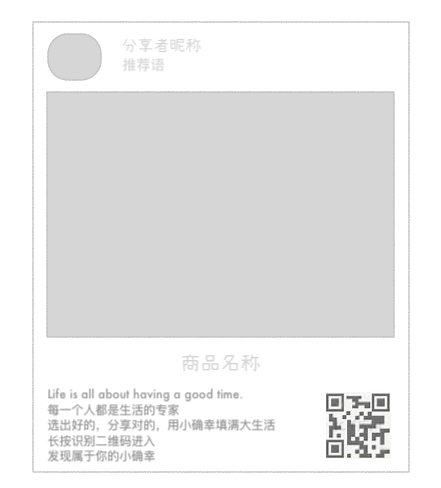 分享者昵称
推荐语
商品名称
Life is all about having a good time.
每一个人都是生活的专家
选出好的，分享对的，用小确幸填满大生活
长按识别二维码进入
发现属于你的小确幸